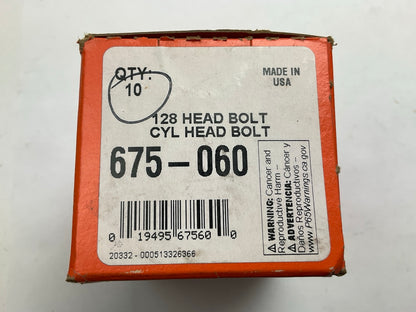 QTY:
10
MADE IN
USA
128 HEAD BOLT
CYL HEAD BOLT
675-060
0 19495 67560 0
20332 - 000513326366
⚠ WARNING: Cancer and
Reproductive Harm -
⚠ ADVERTENCIA: Cáncer y
Daños Reproductivos -
www.P65Warnings.ca.gov